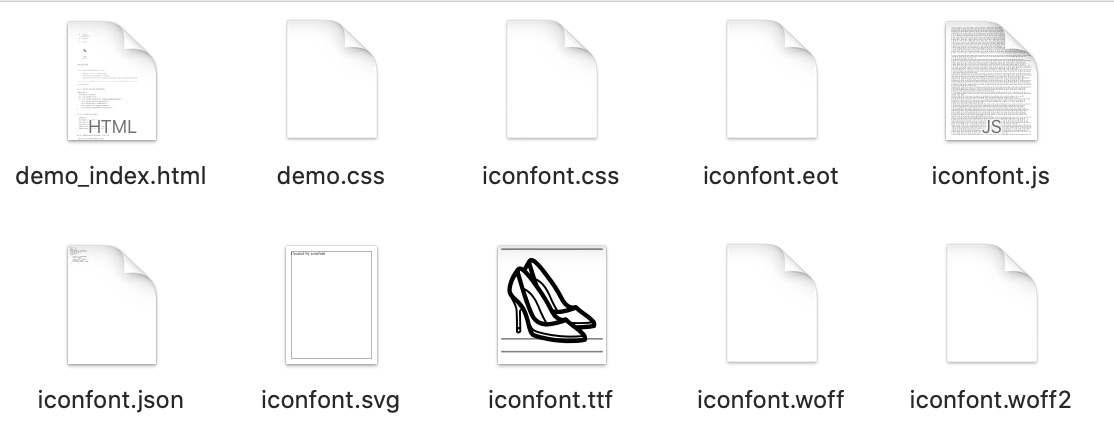 HTML
JS
demo_index.html
demo.css
iconfont.css
iconfont.eot
iconfont.js
Created by iconfont
iconfont.json
iconfont.svg
iconfont.ttf
iconfont.woff
iconfont.woff2